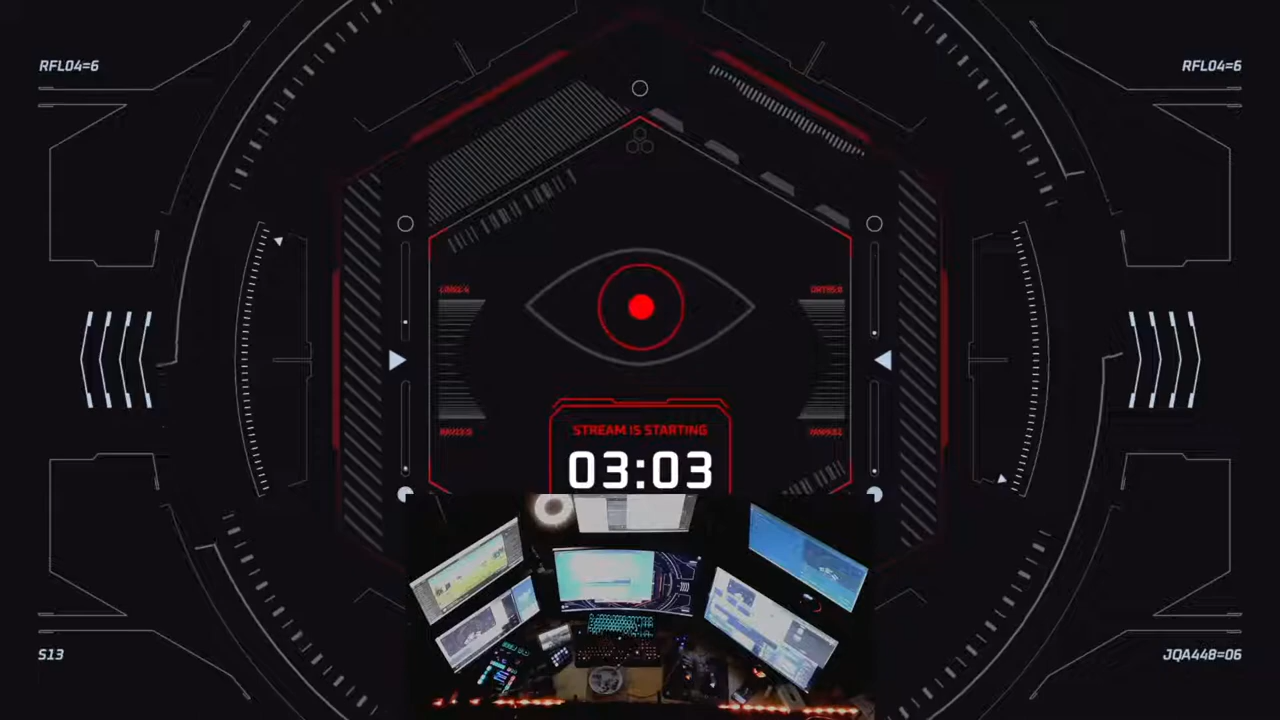 RFL04=6
RFL04=6
STREAM IS STARTING
03:03
S13
JQA448=06